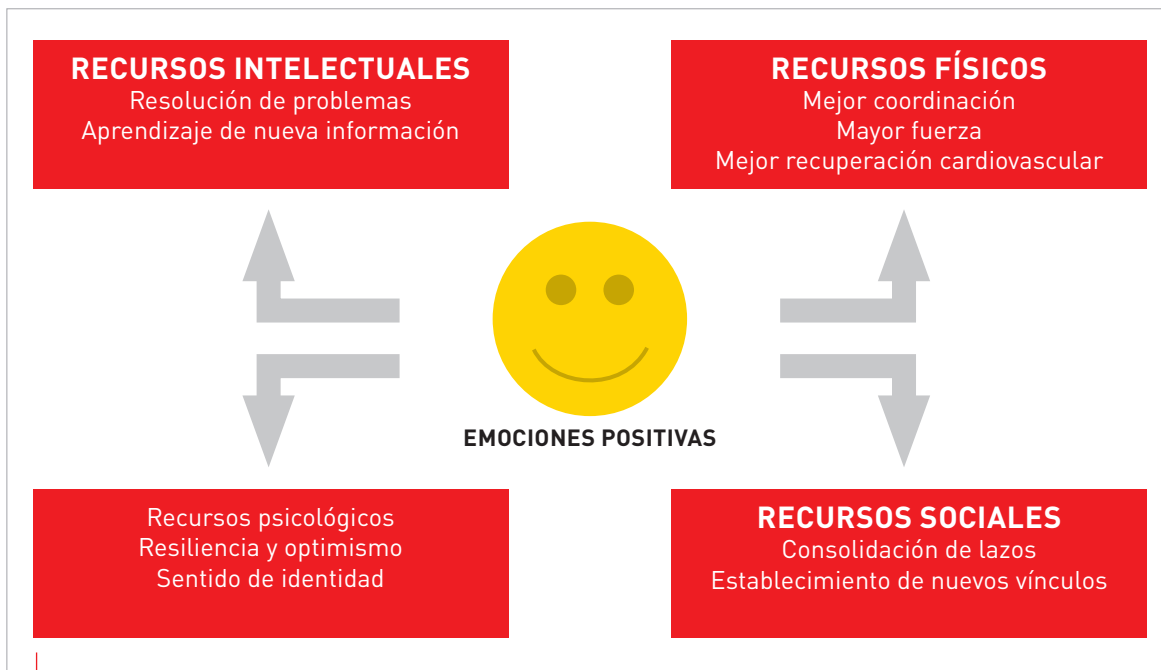 RECURSOS INTELECTUALES
Resolución de problemas
Aprendizaje de nueva información
RECURSOS FÍSICOS
Mejor coordinación
Mayor fuerza
Mejor recuperación cardiovascular
EMOCIONES POSITIVAS
Recursos psicológicos
Resiliencia y optimismo
Sentido de identidad
RECURSOS SOCIALES
Consolidación de lazos
Establecimiento de nuevos vínculos